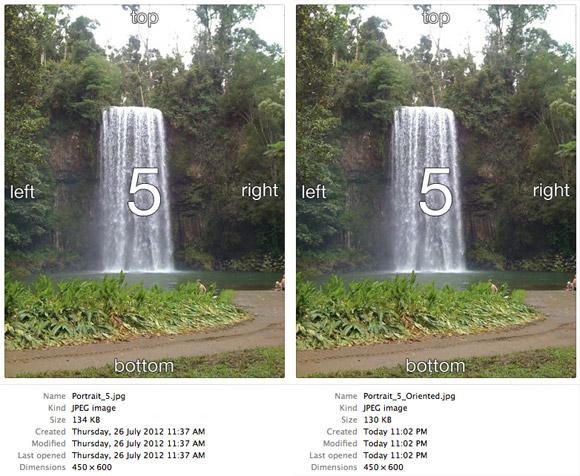 top
5
left
right
bottom
Name Portrait_5.jpg
Kind JPEG image
Size 134 KB
Created Thursday, 26 July 2012 11:37 AM
Modified Thursday, 26 July 2012 11:37 AM
Last opened Thursday, 26 July 2012 11:37 AM
Dimensions 450 × 600
top
5
left
right
bottom
Name Portrait_5_Oriented.jpg
Kind JPEG image
Size 130 KB
Created Today 11:02 PM
Modified Today 11:02 PM
Last opened Today 11:02 PM
Dimensions 450 × 600